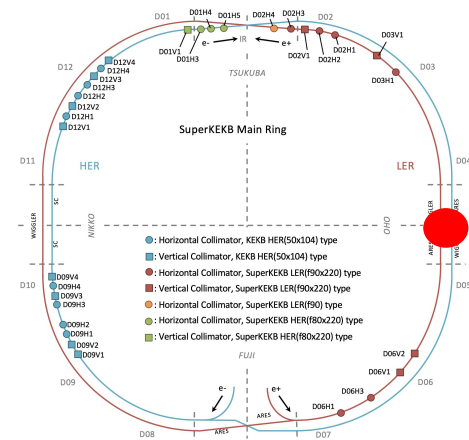 D01
D01H4
D01H5
D02H4
D02H3
D02
D01V1
D01H3
e-
IR
e+
D02V1
D02H2
D02H1
D03V1
D03H1
D03
TSUKUBA
D12
D12V4
D12H4
D12V3
D12H3
D12V2
D12H1
D12V1
SuperKEKB Main Ring
HER
LER
D11
D04
WIGGLER
SC
SC
NIKKO
OHO
: Horizontal Collimator, KEKB HER(50x104) type
: Vertical Collimator, KEKB HER(50x104) type
: Horizontal Collimator, SuperKEKB LER(f90x220) type
: Vertical Collimator, SuperKEKB LER(f90x220) type
: Horizontal Collimator, SuperKEKB LER(f90) type
: Horizontal Collimator, SuperKEKB HER(f80x220) type
: Vertical Collimator, SuperKEKB HER(f80x220) type
D10
D05
D09V4
D09H4
D09V3
D09H3
D09H2
D09H1
D09V2
D09V1
FUJI
D06V2
D06V1
D06H3
D06H1
D06
D09
e-
e+
ARES
ARES
D08
D07